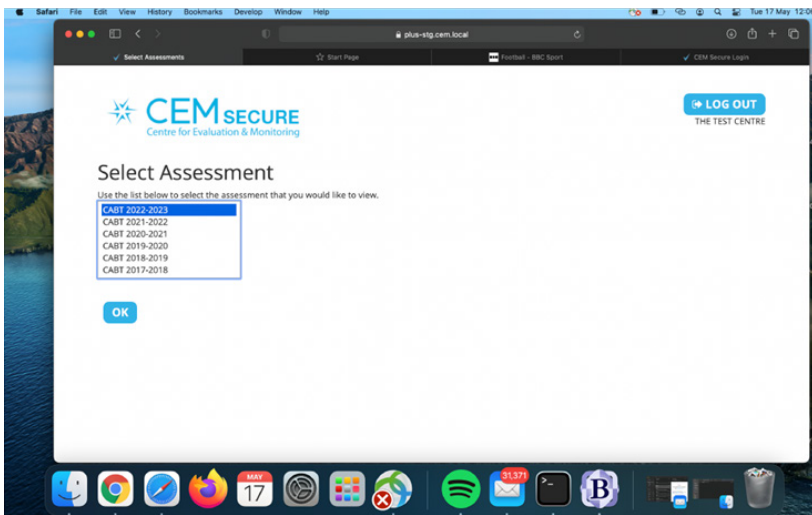 Safari File Edit View History Bookmarks Develop Window Help Tue 17 May 12:0
plus-stg.cem.local
Select Assessments Start Page BBC Football - BBC Sport CEM Secure Login
CEM SECURE
Centre for Evaluation & Monitoring
LOG OUT
THE TEST CENTRE
Select Assessment
Use the list below to select the assessment that you would like to view.
CABT 2022-2023
CABT 2021-2022
CABT 2020-2021
CABT 2019-2020
CABT 2018-2019
CABT 2017-2018
OK
MAY
17
31,371
>_
B